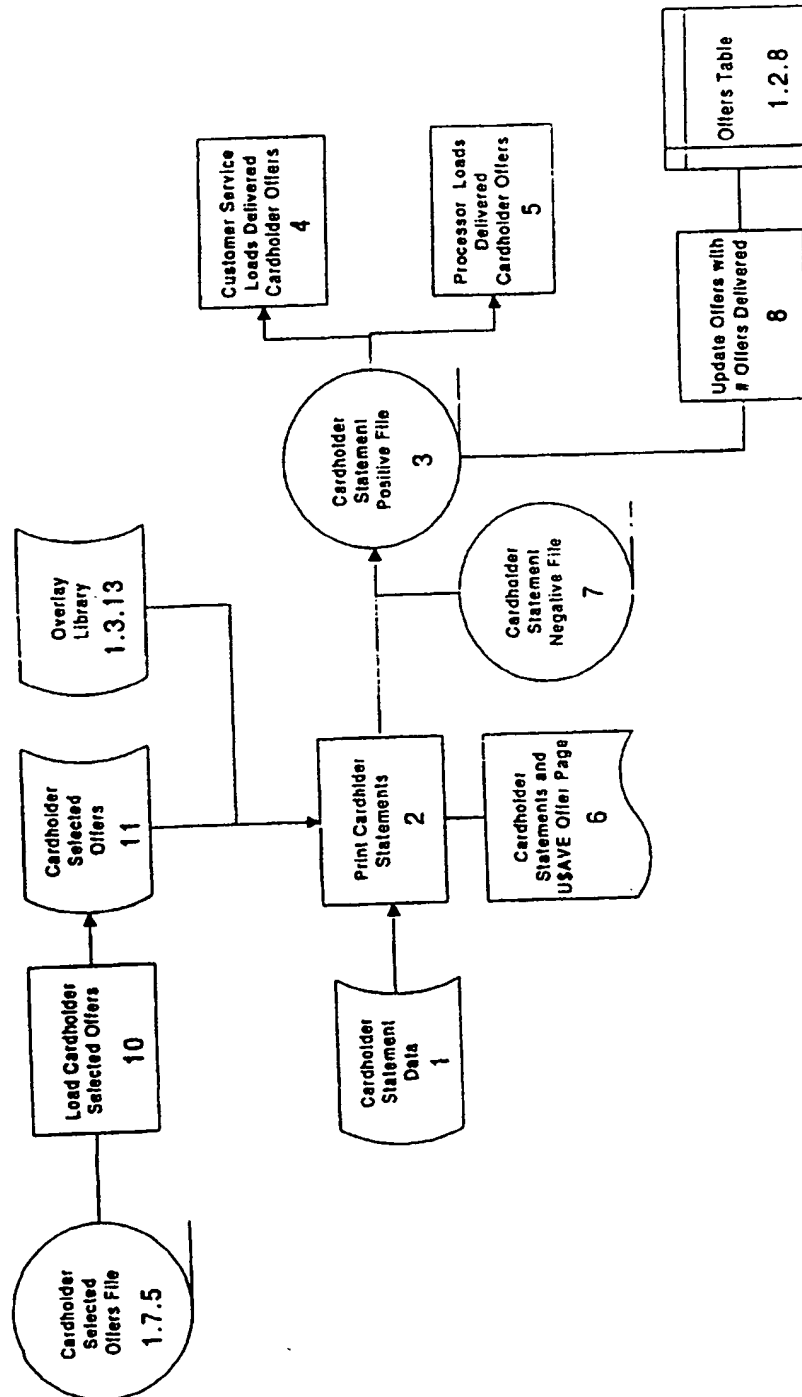 Cardholder
Selected
Offers File
1.7.5
Load Cardholder
Selected Offers
10
Cardholder
Selected
Offers
11
Overlay
Library
1.3.13
Cardholder
Statement
Data
1
Print Cardhlder
Statements
2
Cardholder
Statements and
U$AVE Offer Page
6
Cardholder
Statement
Positive File
3
Cardholder
Statement
Negative File
7
Customer Service
Loads Delivered
Cardholder Offers
4
Processor Loads
Delivered
Cardholder Offers
5
Update Offers with
# Offers Delivered
8
Offers Table
1.2.8